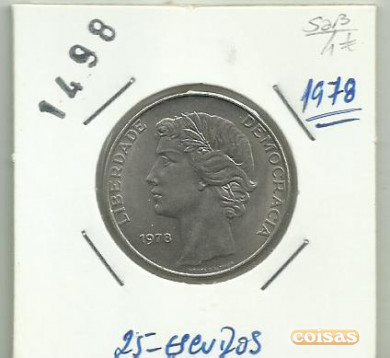 1498
1978
LIBERDADE
DEMOCRACIA
1978
25-escudos
coisas